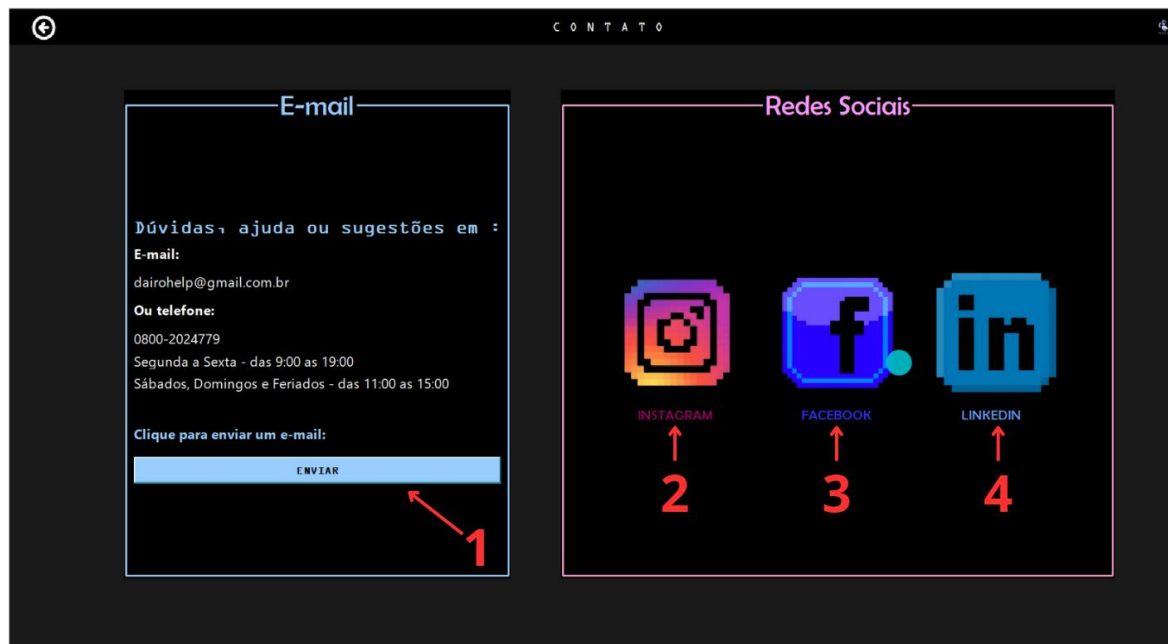 CONTATO
E-mail
Dúvidas, ajuda ou sugestões em :
E-mail:
dairohelp@gmail.com.br
Ou telefone:
0800-2024779
Segunda a Sexta - das 9:00 as 19:00
Sábados, Domingos e Feriados - das 11:00 as 15:00
Clique para enviar um e-mail:
ENVIAR
1
Redes Sociais
f
in
INSTAGRAM
FACEBOOK
LINKEDIN
2
3
4